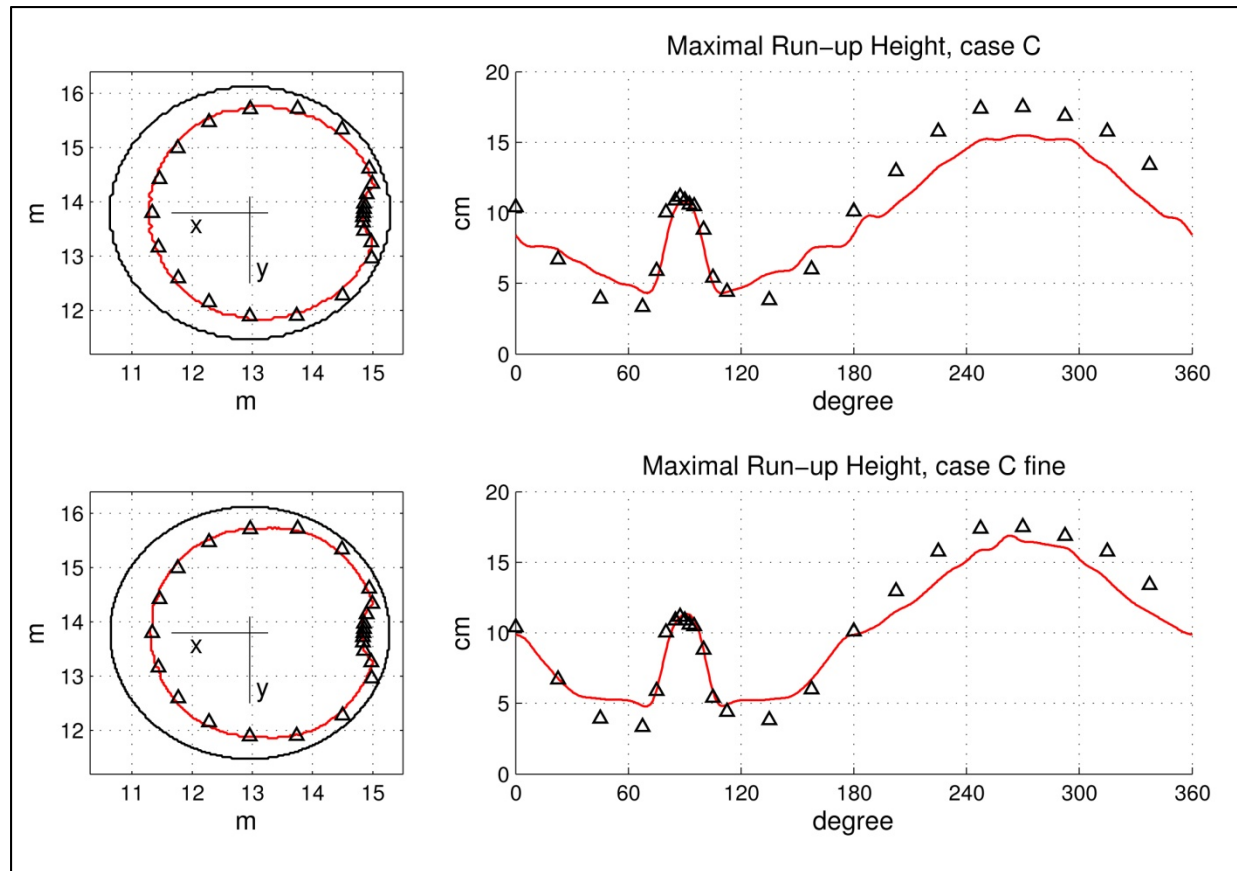 Maximal Run-up Height, case C
16
15
14
13
12
m
x
y
11 12 13 14 15
m
20
15
10
5
0
cm
0 60 120 180 240 300 360
degree
Maximal Run-up Height, case C fine
16
15
14
13
12
m
x
y
11 12 13 14 15
m
20
15
10
5
0
cm
0 60 120 180 240 300 360
degree